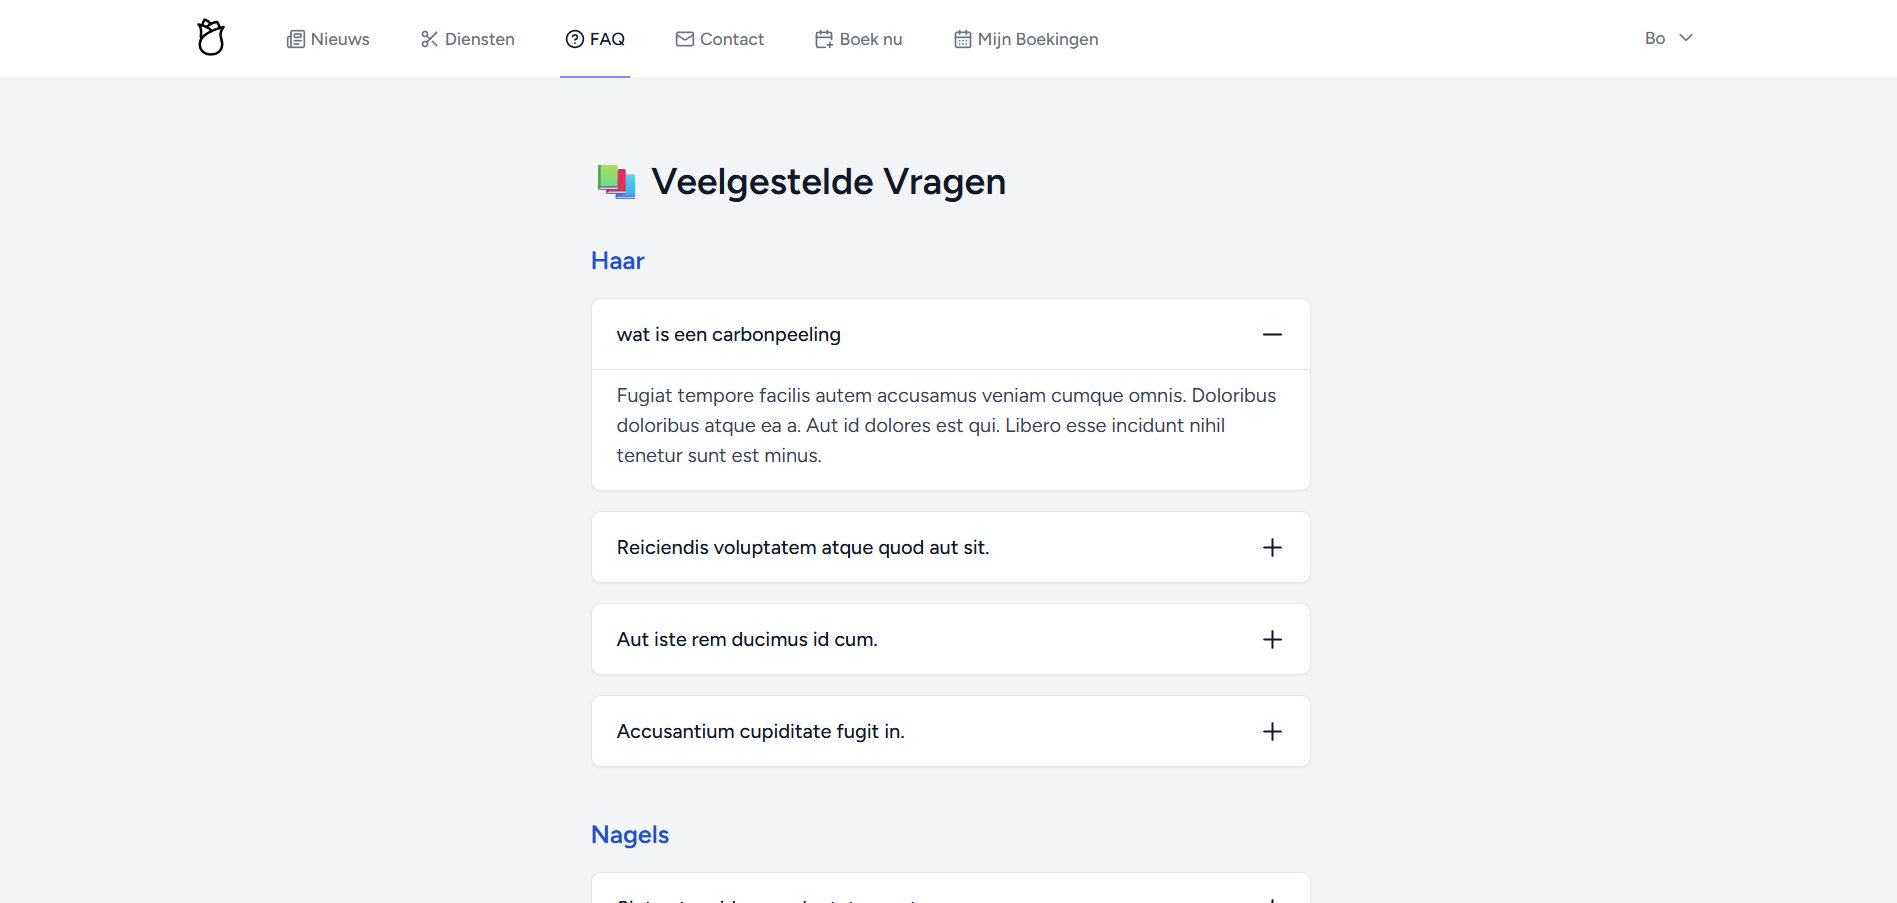 Nieuws
Diensten
FAQ
Contact
Boek nu
Mijn Boekingen
Bo
Veelgestelde Vragen
Haar
wat is een carbonpeeling
Fugiat tempore facilis autem accusamus veniam cumque omnis. Doloribus
doloribus atque ea a. Aut id dolores est qui. Libero esse incidunt nihil
tenetur sunt est minus.
Reiciendis voluptatem atque quod aut sit.
Aut iste rem ducimus id cum.
Accusantium cupiditate fugit in.
Nagels